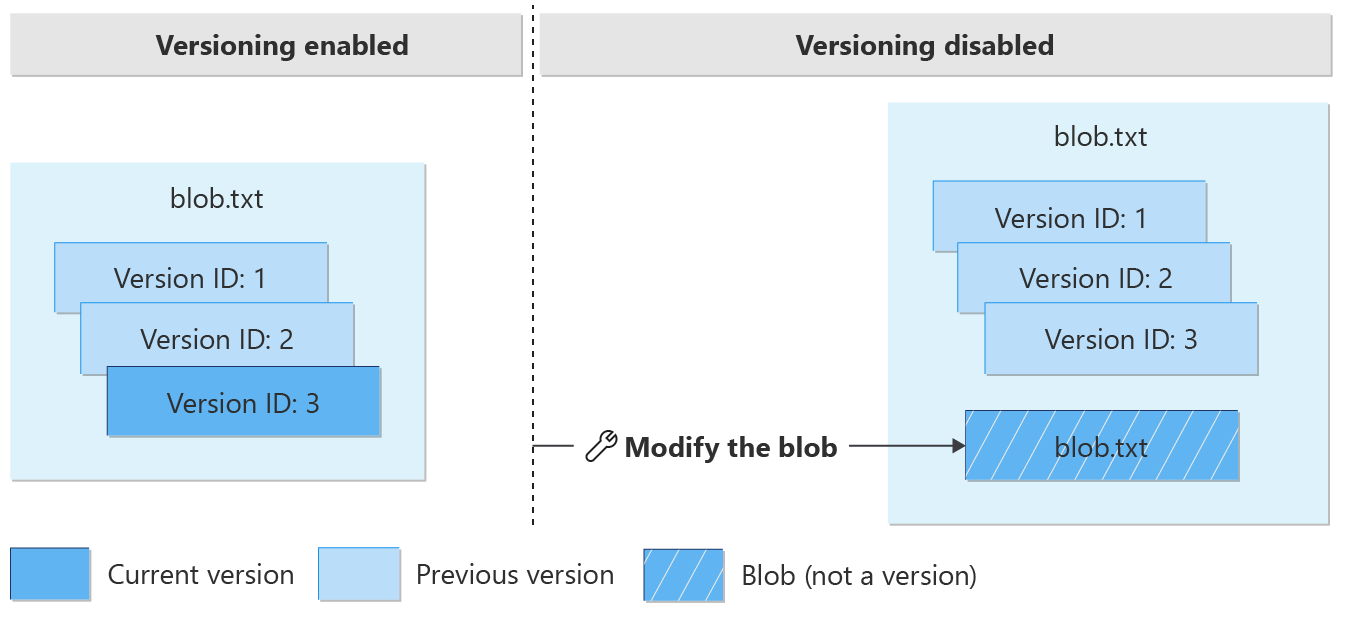 Versioning enabled
Versioning disabled
blob.txt
Version ID: 1
Version ID: 2
Version ID: 3
blob.txt
Version ID: 1
Version ID: 2
Version ID: 3
Modify the blob
blob.txt
Current version
Previous version
Blob (not a version)